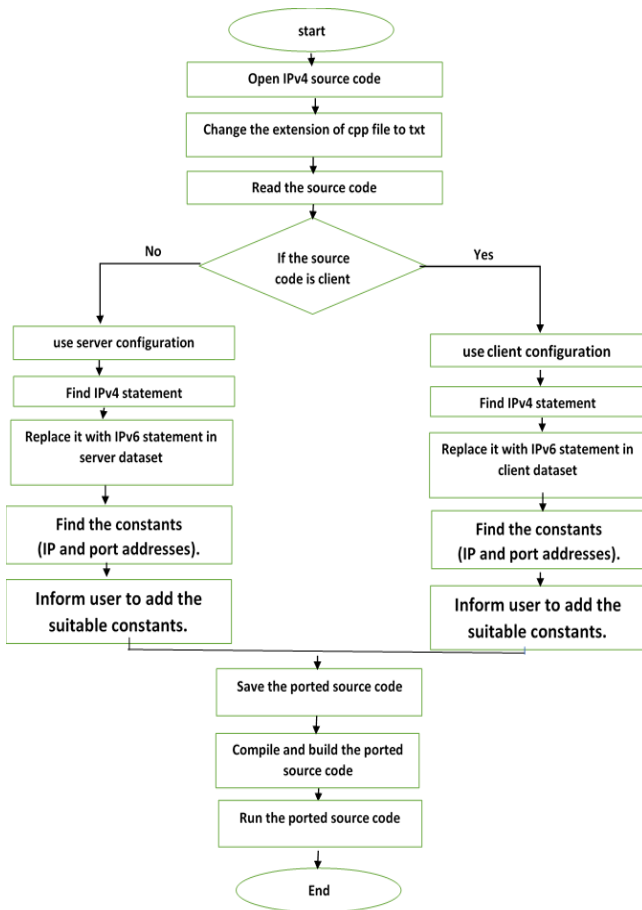 start
Open IPv4 source code
Change the extension of cpp file to txt
Read the source code
If the source
code is client
No
Yes
use server configuration
Find IPv4 statement
Replace it with IPv6 statement in
server dataset
Find the constants
(IP and port addresses).
Inform user to add the
suitable constants.
use client configuration
Find IPv4 statement
Replace it with IPv6 statement in
client dataset
Find the constants
(IP and port addresses).
Inform user to add the
suitable constants.
Save the ported source code
Compile and build the ported
source code
Run the ported source code
End